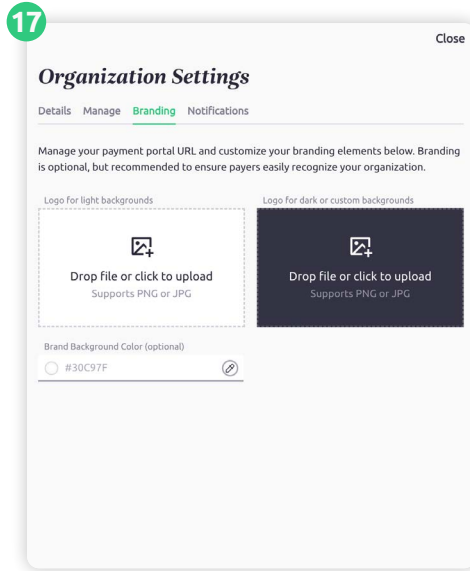 17
Close
Organization Settings
Details Manage Branding Notifications
Manage your payment portal URL and customize your branding elements below. Branding
is optional, but recommended to ensure payers easily recognize your organization.
Logo for light backgrounds
Logo for dark or custom backgrounds
Drop file or click to upload
Supports PNG or JPG
Drop file or click to upload
Supports PNG or JPG
Brand Background Color (optional)
#30C97F